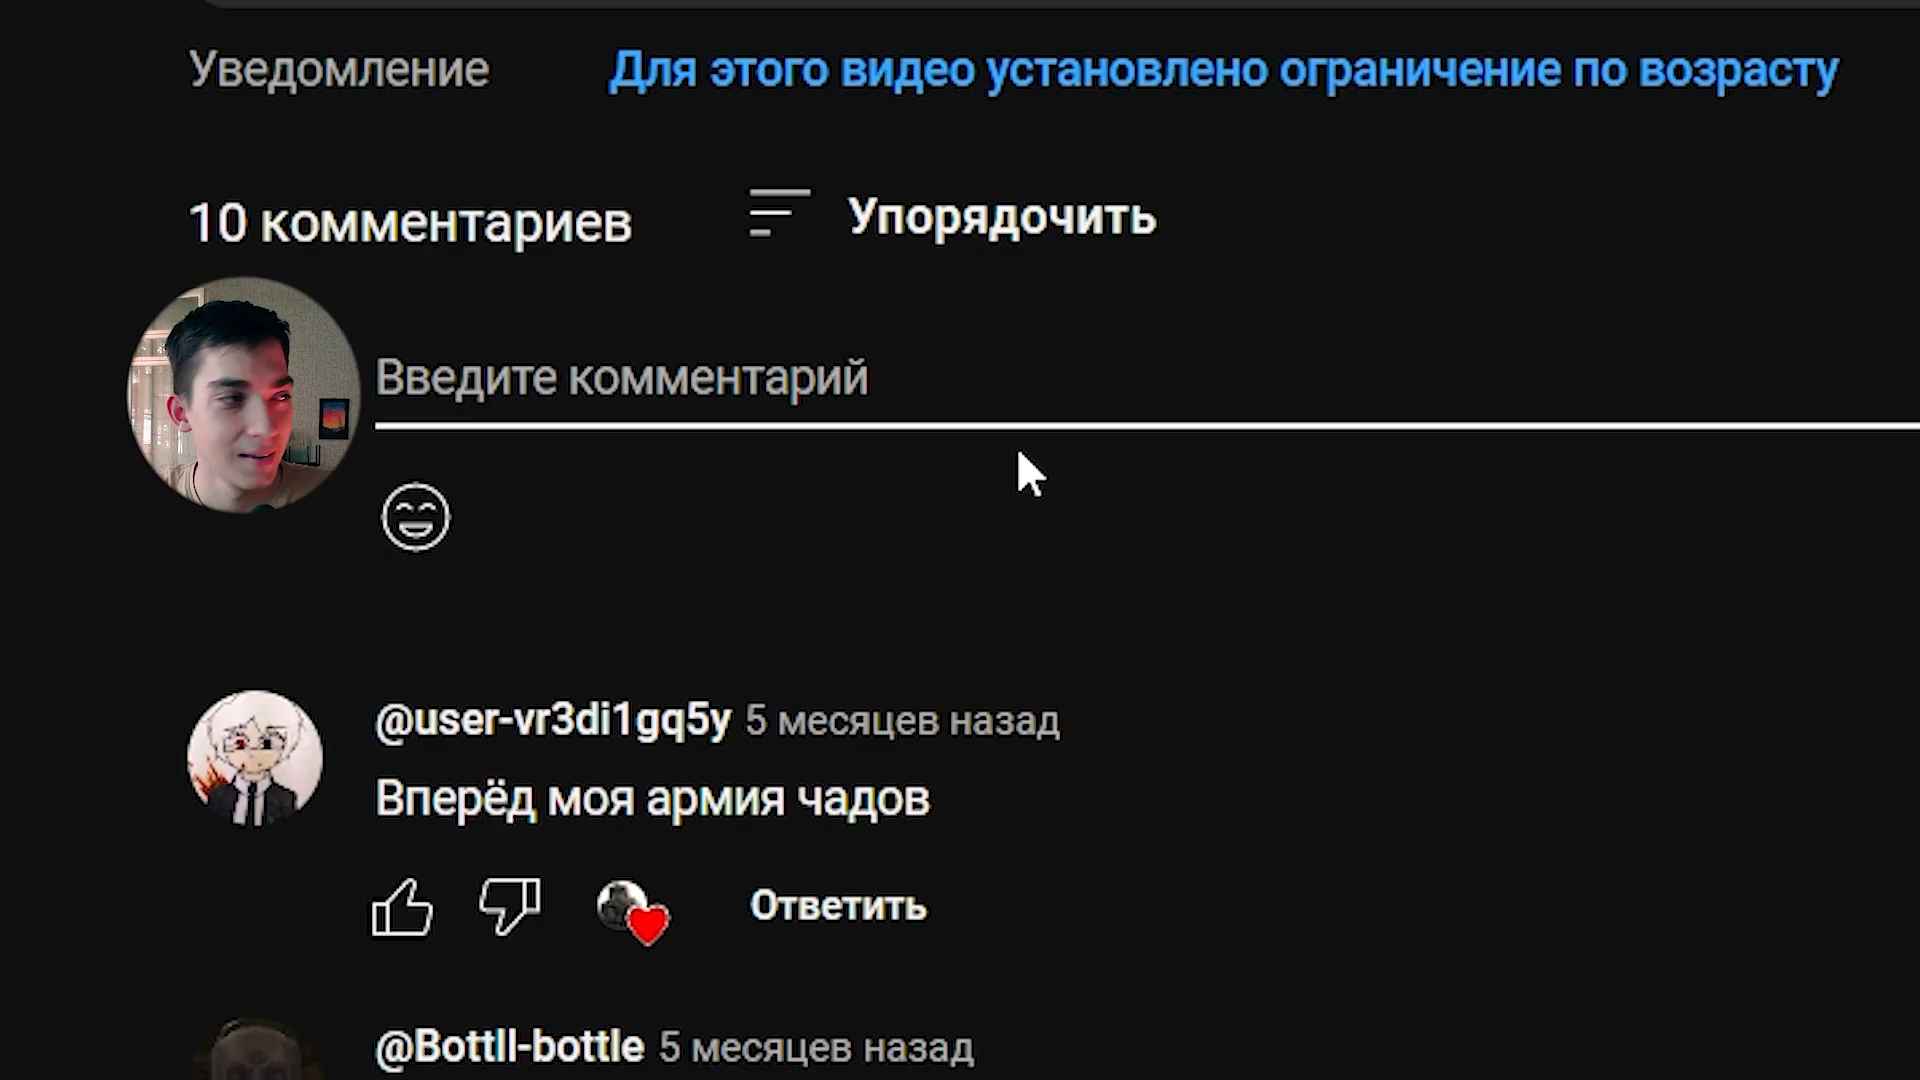 Уведомление Для этого видео установлено ограничение по возрасту
10 комментариев Упорядочить
Введите комментарий
@user-vr3di1gq5y 5 месяцев назад
Вперёд моя армия чадов
Ответить
@Bottll-bottle 5 месяцев назад